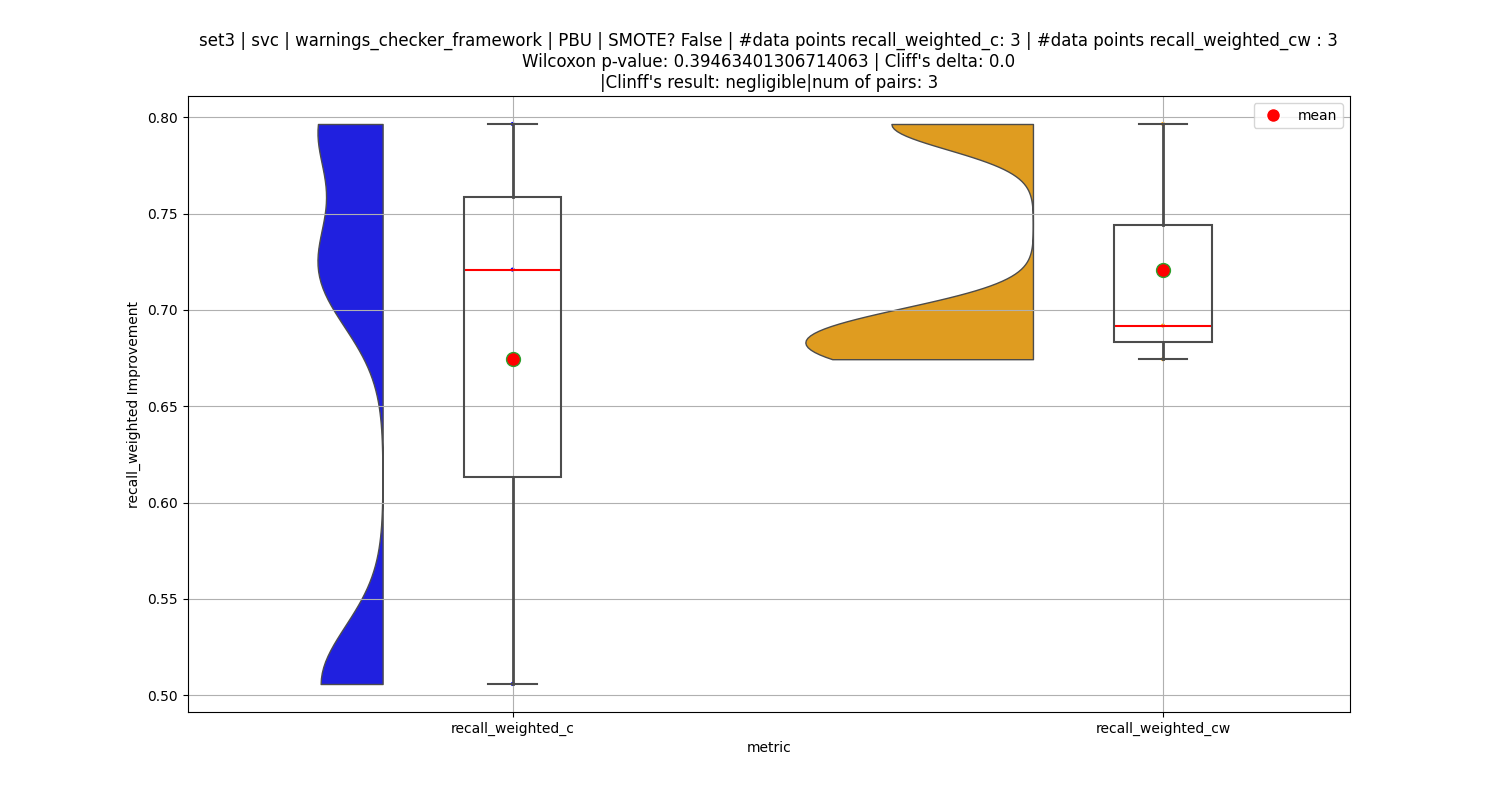 set3 | svc | warnings_checker_framework | PBU | SMOTE? False | #data points recall_weighted_c: 3 | #data points recall_weighted_cw : 3
Wilcoxon p-value: 0.39463401306714063 | Cliff's delta: 0.0
|Clinff's result: negligible|num of pairs: 3
mean
0.80
0.75
0.70
0.65
0.60
0.55
0.50
recall_weighted Improvement
recall_weighted_c
recall_weighted_cw
metric